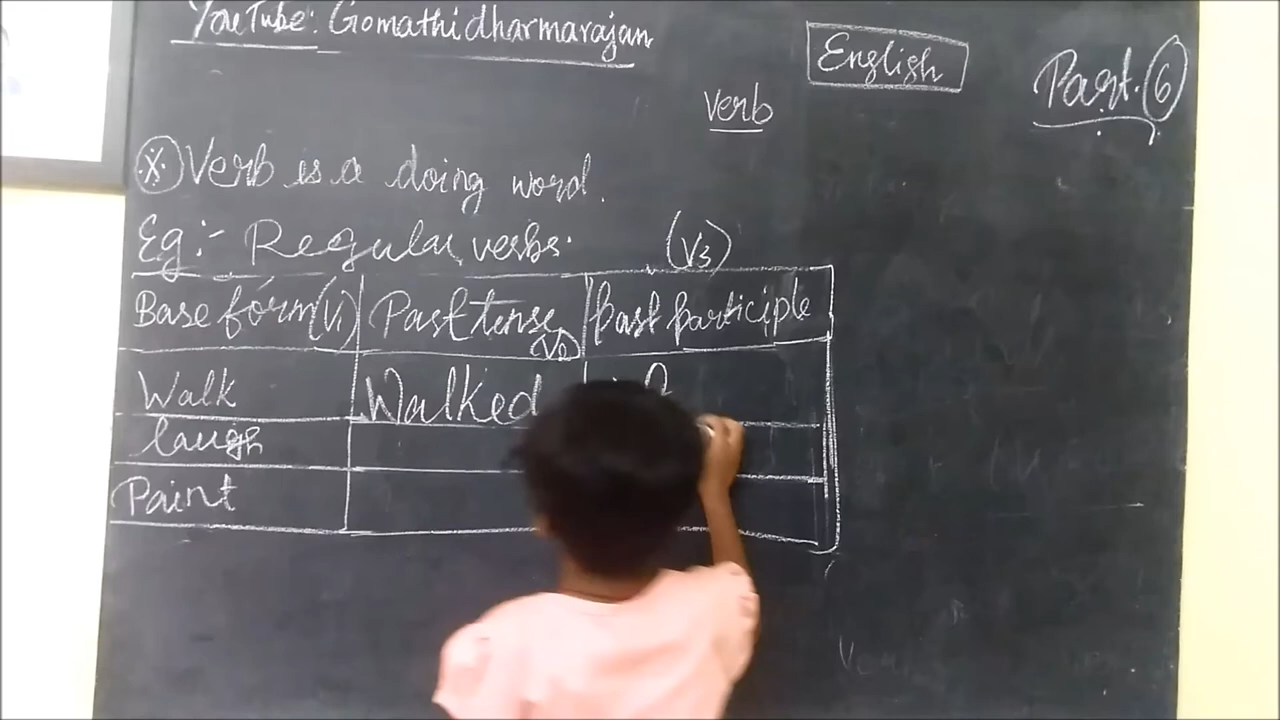 YouTube: Gomathidharmarajan
English
Part. 6
verb
Verb is a doing word.
Eg:- Regular verbs.
(V3)
Base form (V1) Past tense (V2) past participle
Walk Walked
laugh
Paint